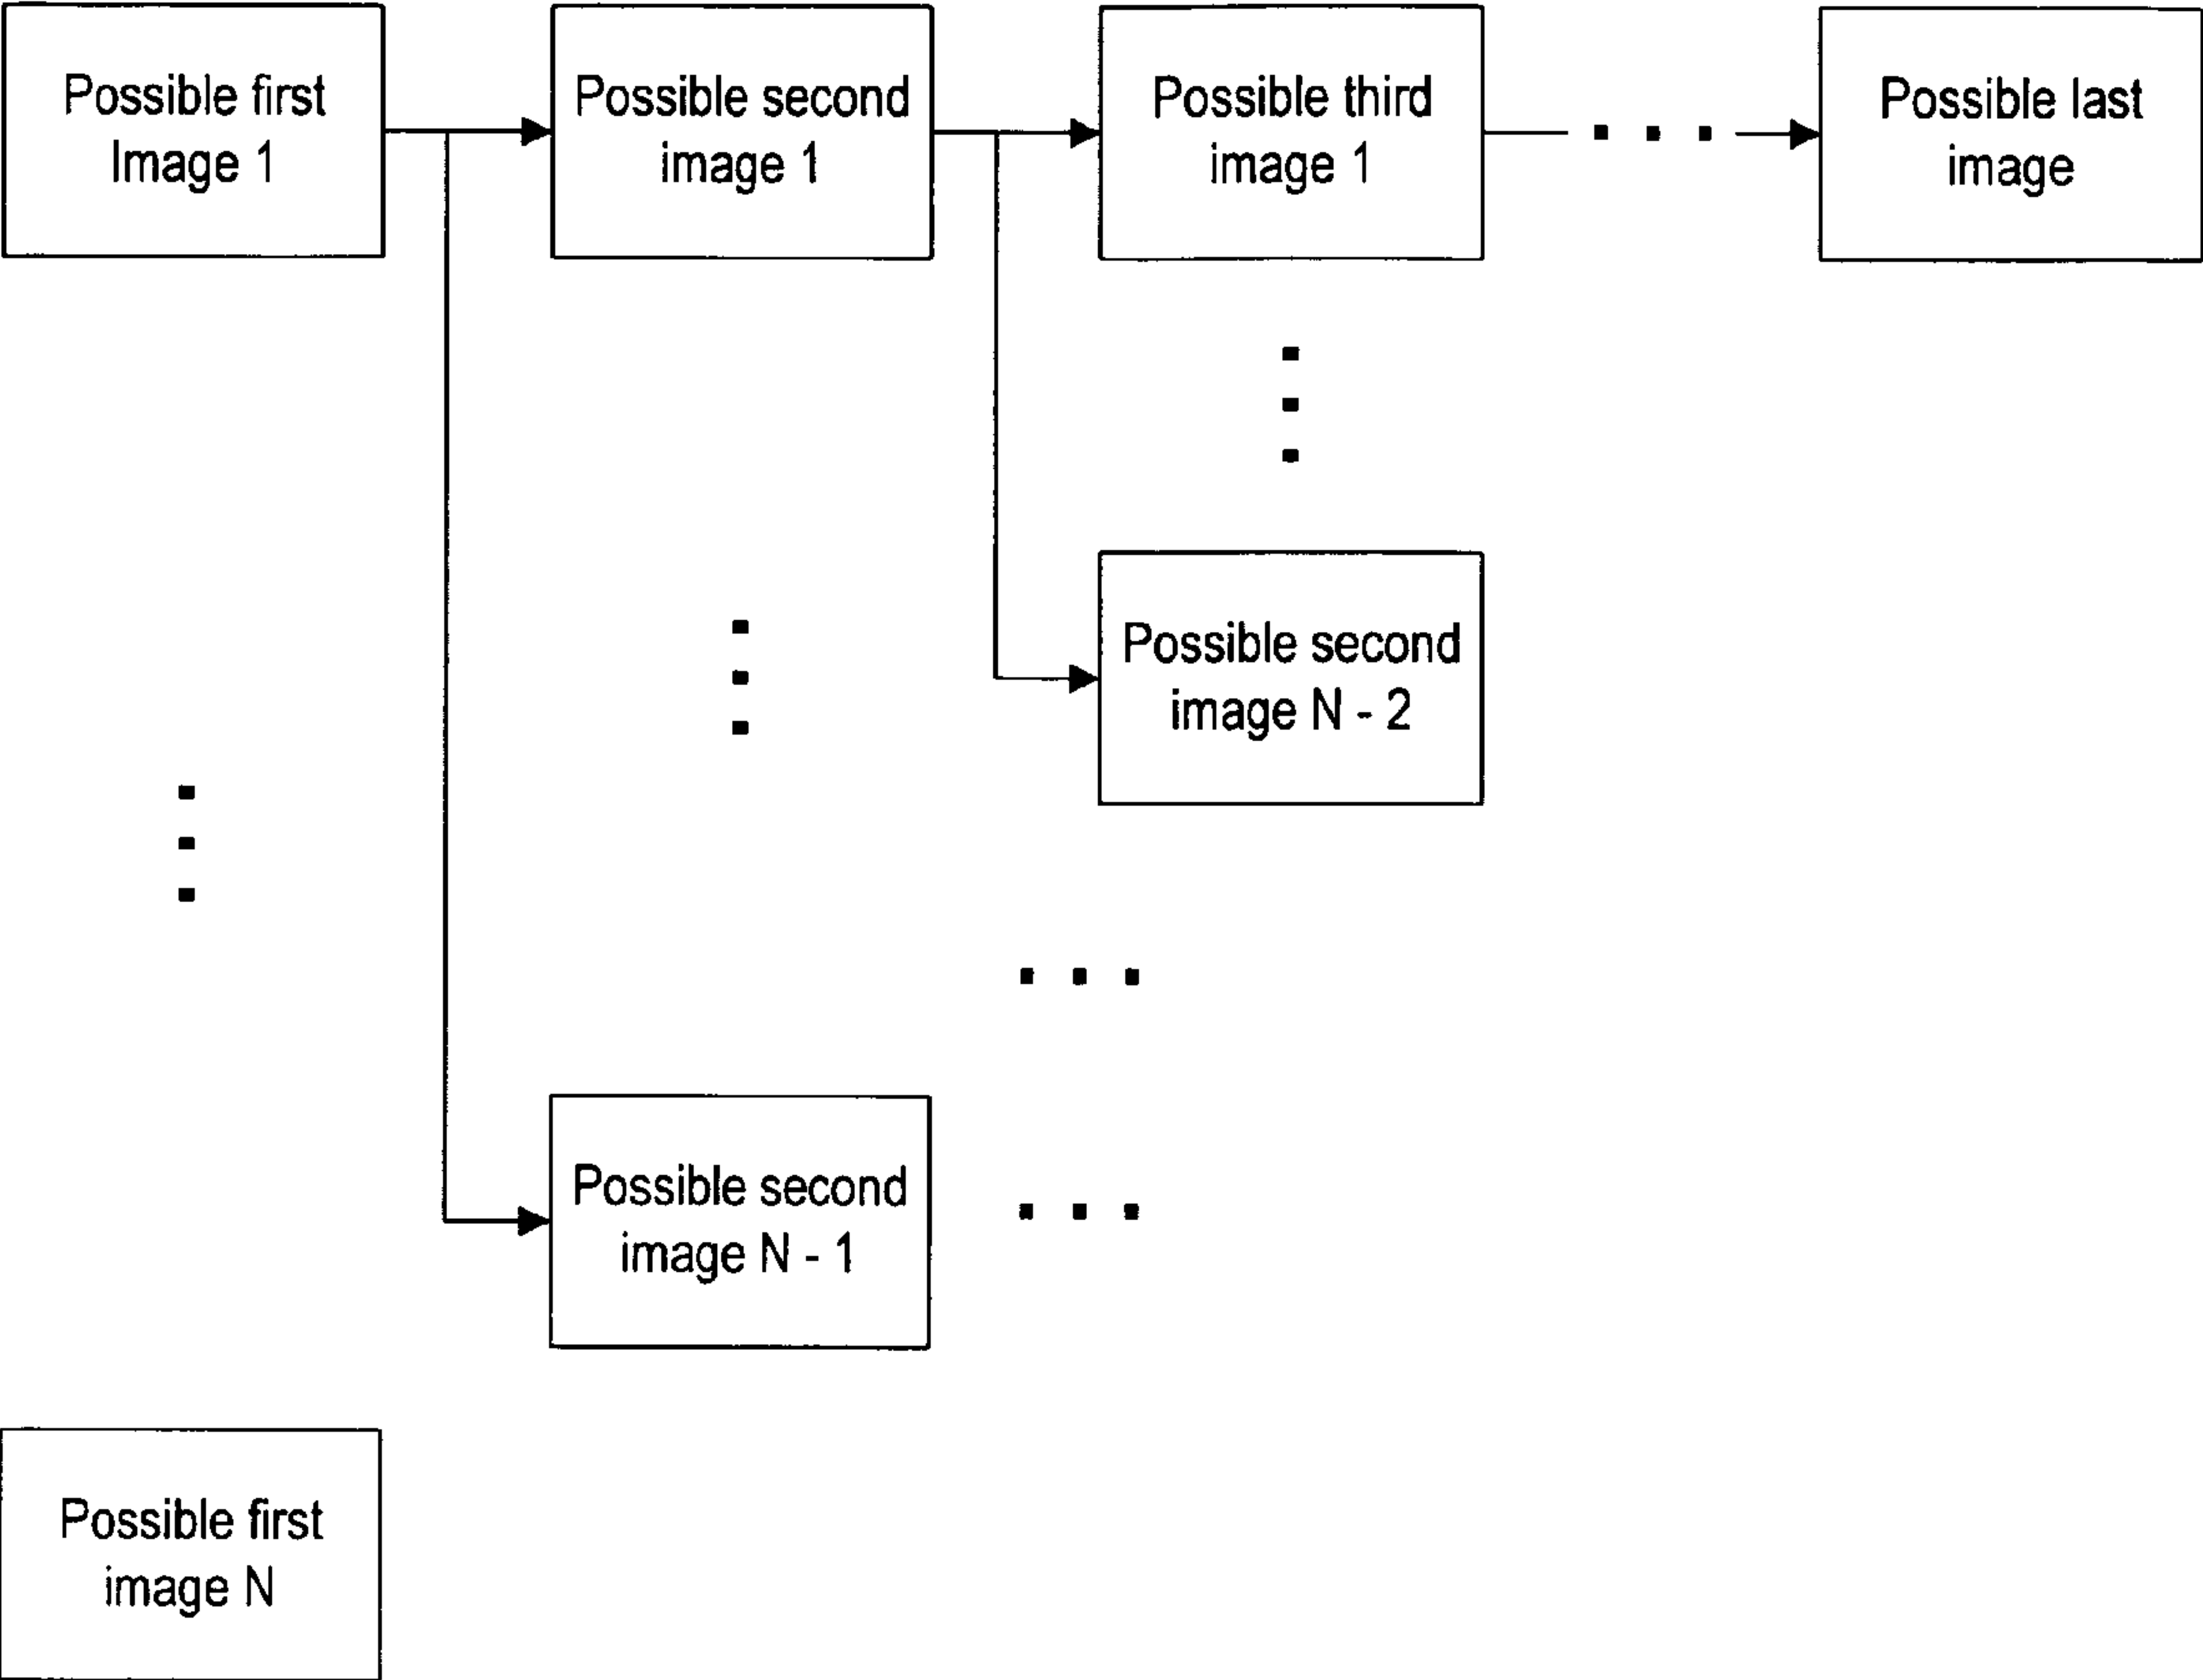 Possible first
Image 1
Possible second
image 1
Possible third
image 1
Possible last
image
Possible second
image N - 2
Possible second
image N - 1
Possible first
image N